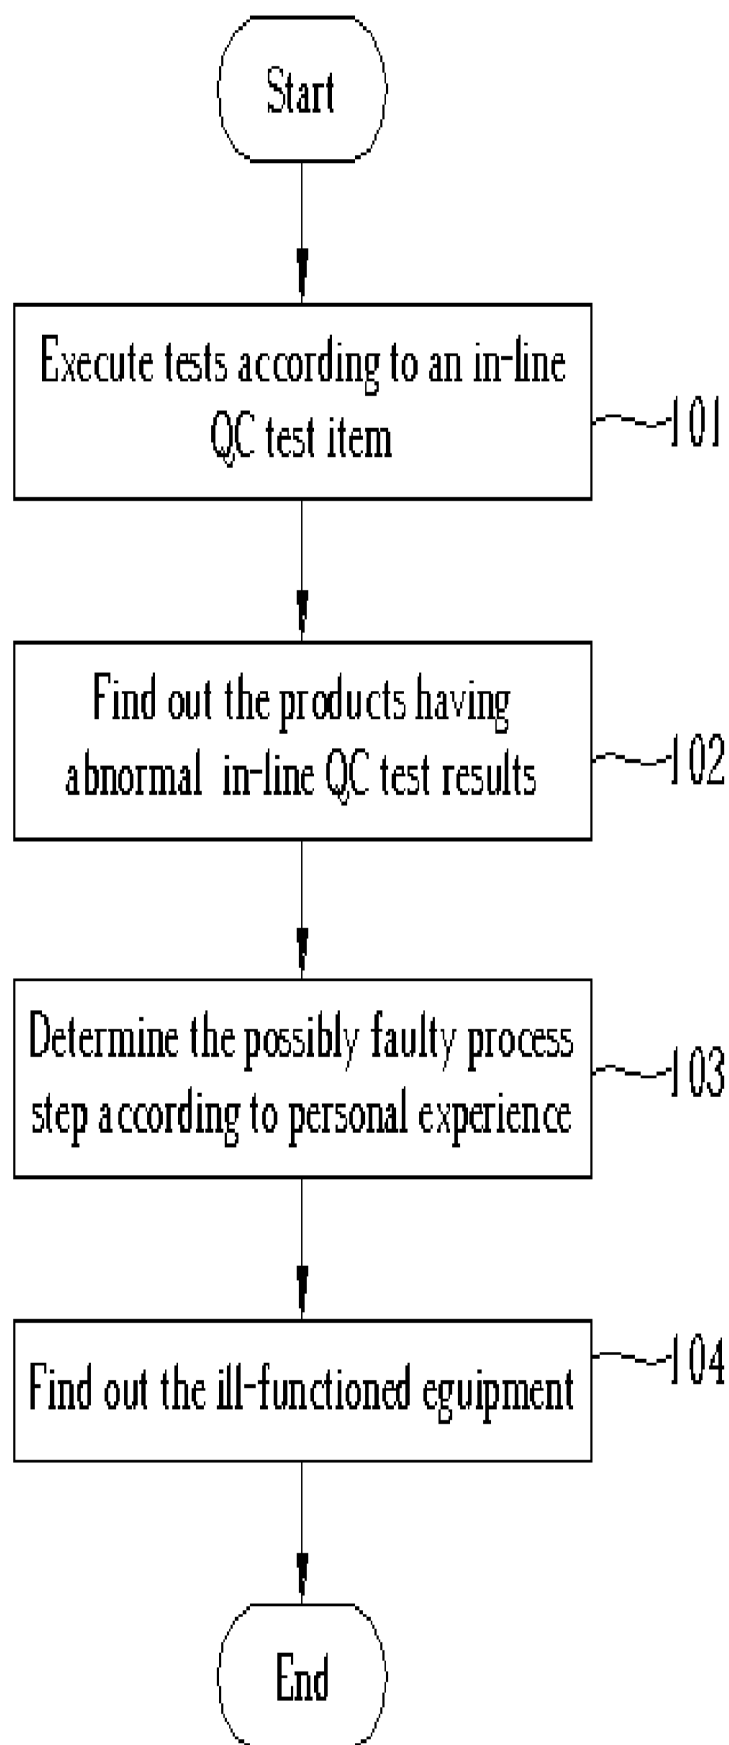 Start
Execute tests according to an in-line
QC test item
101
Find out the products having
abnormal in-line QC test results
102
Determine the possibly faulty process
step according to personal experience
103
Find out the ill-functioned eguipment
104
End